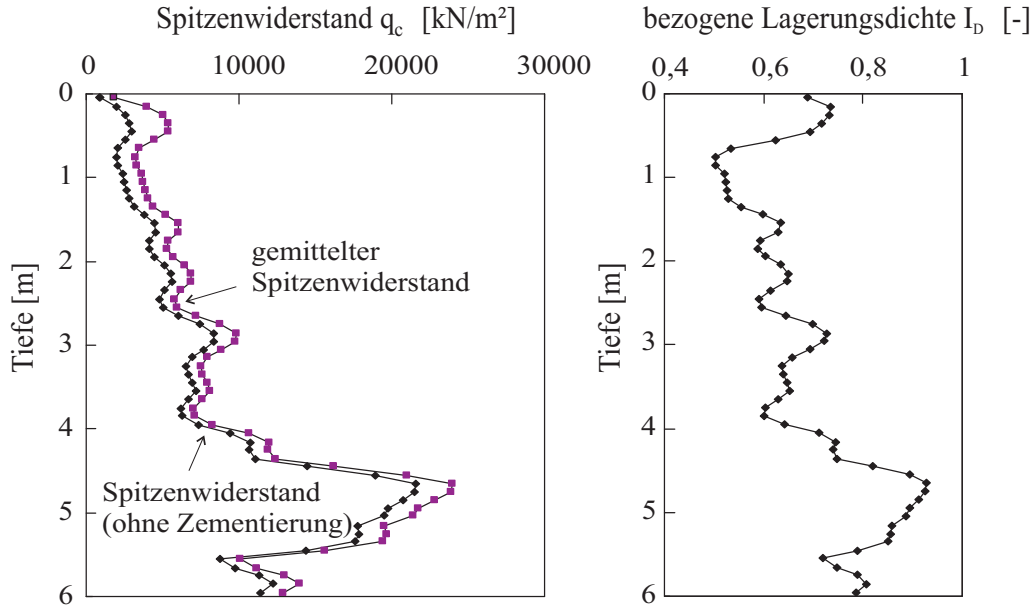 Spitzenwiderstand q_c [kN/m²]
0 10000 20000 30000
0
1
2
3
4
5
6
Tiefe [m]
gemittelter
Spitzenwiderstand
Spitzenwiderstand
(ohne Zementierung)
bezogene Lagerungsdichte I_D [-]
0,4 0,6 0,8 1
0
1
2
3
4
5
6
Tiefe [m]